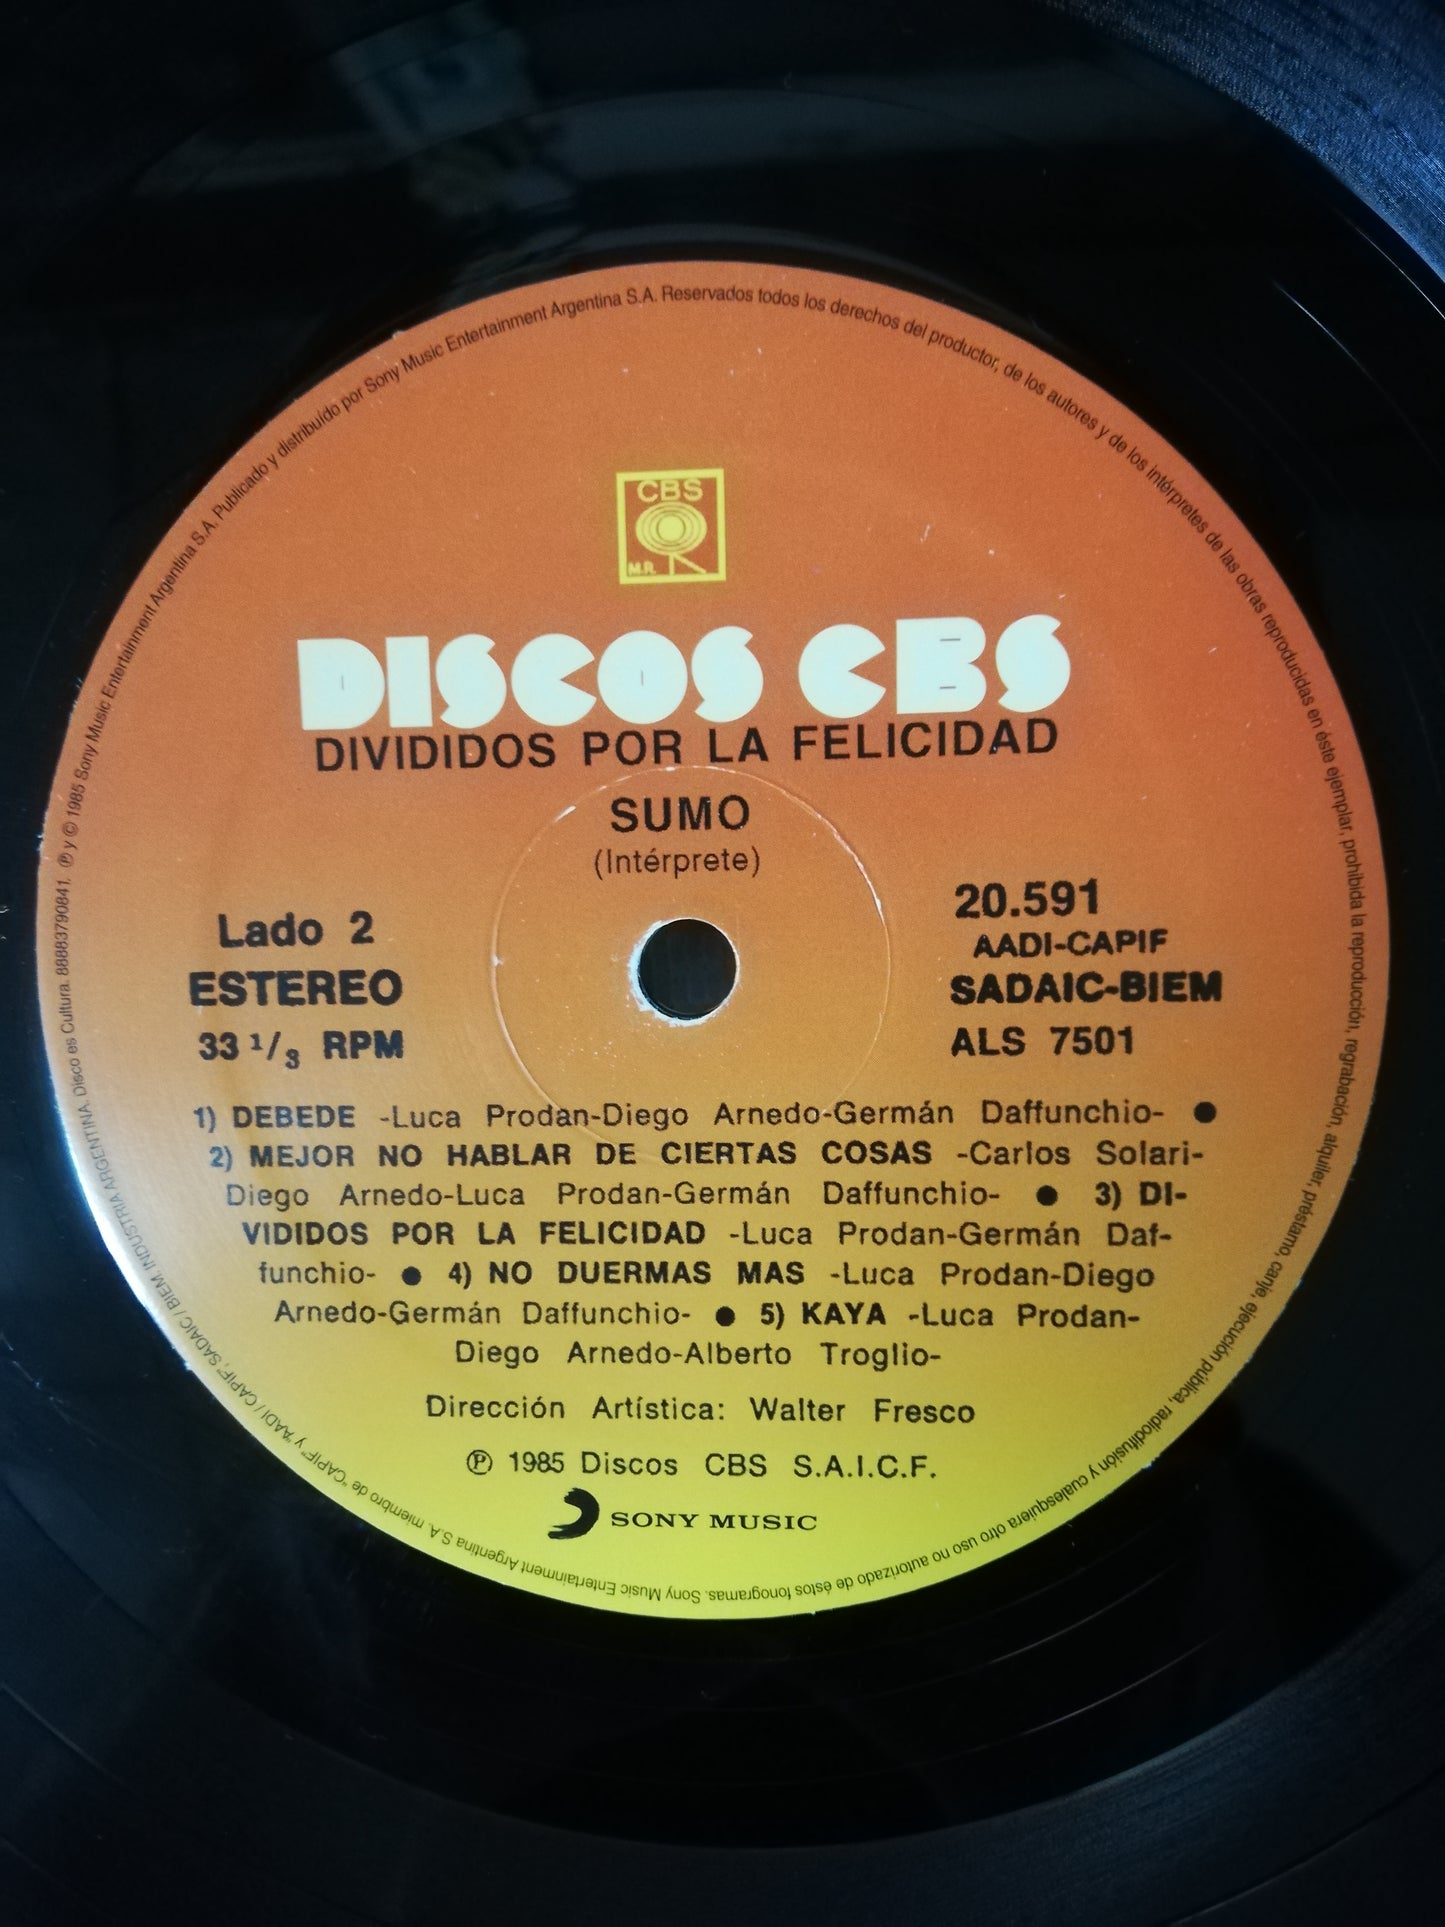 CBS
M.R.
DISCOS CBS
DIVIDIDOS POR LA FELICIDAD
SUMO
(Intérprete)
Lado 2
ESTEREO
33 1/3 RPM
20.591
AADI-CAPIF
SADAIC-BIEM
ALS 7501
1) DEBEDE -Luca Prodan-Diego Arnedo-Germán Daffunchio- ●
2) MEJOR NO HABLAR DE CIERTAS COSAS -Carlos Solari-
Diego Arnedo-Luca Prodan-Germán Daffunchio- ● 3) DI-
VIDIDOS POR LA FELICIDAD -Luca Prodan-Germán Daf-
funchio- ● 4) NO DUERMAS MAS -Luca Prodan-Diego
Arnedo-Germán Daffunchio- ● 5) KAYA -Luca Prodan-
Diego Arnedo-Alberto Troglio-
Dirección Artística: Walter Fresco
℗ 1985 Discos CBS S.A.I.C.F.
SONY MUSIC
℗ y © 1985 Sony Music Entertainment Argentina S.A. Publicado y distribuído por Sony Music Entertainment Argentina S.A. Reservados todos los derechos del productor, de los autores y de los intérpretes de las obras reproducidas en éste ejemplar, prohibida la reproducción, regrabación, alquiler, préstamo, canje, ejecución pública, radiodifusión y cualesquiera otro uso no autorizado de éstos fonogramas. Sony Music Entertainment Argentina S.A. miembro de "CAPIF" y "AADI / CAPIF", SADAIC / BIEM. INDUSTRIA ARGENTINA. Disco es Cultura. 88883790841.